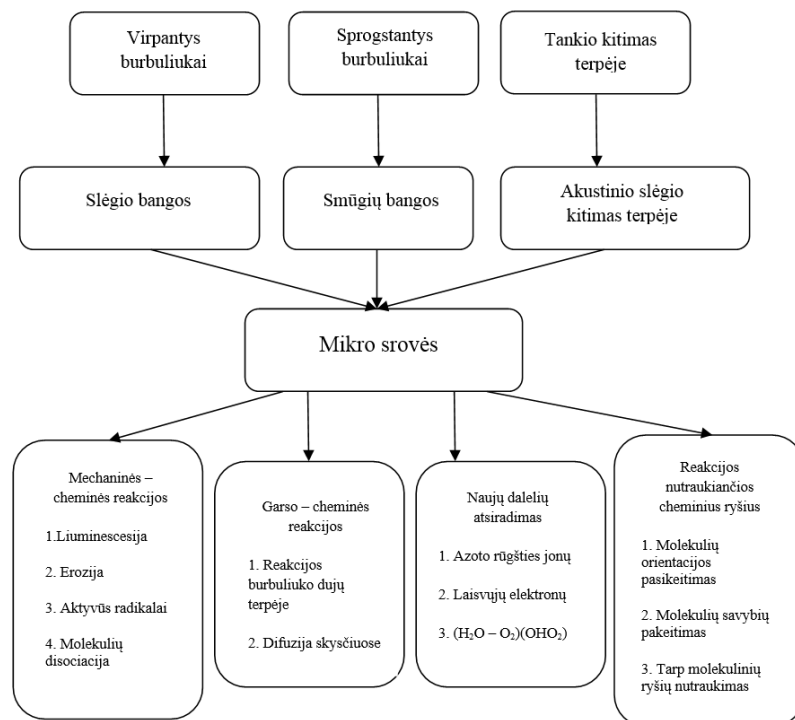 Virpantys
burbuliukai
Sprogstantys
burbuliukai
Tankio kitimas
terpėje
Slėgio bangos
Smūgių bangos
Akustinio slėgio
kitimas terpėje
Mikro srovės
Mechaninės –
cheminės reakcijos
1.Liuminescesija
2. Erozija
3. Aktyvūs radikalai
4. Molekulių
disociacija
Garso – cheminės
reakcijos
1. Reakcijos
burbuliuko dujų
terpėje
2. Difuzija skysčiuose
Naujų dalelių
atsiradimas
1. Azoto rūgšties jonų
2. Laisvųjų elektronų
3. (H₂O – O₂)(OHO₂)
Reakcijos
nutraukiančios
cheminius ryšius
1. Molekulių
orientacijos
pasikeitimas
2. Molekulių savybių
pakeitimas
3. Tarp molekulinių
ryšių nutraukimas